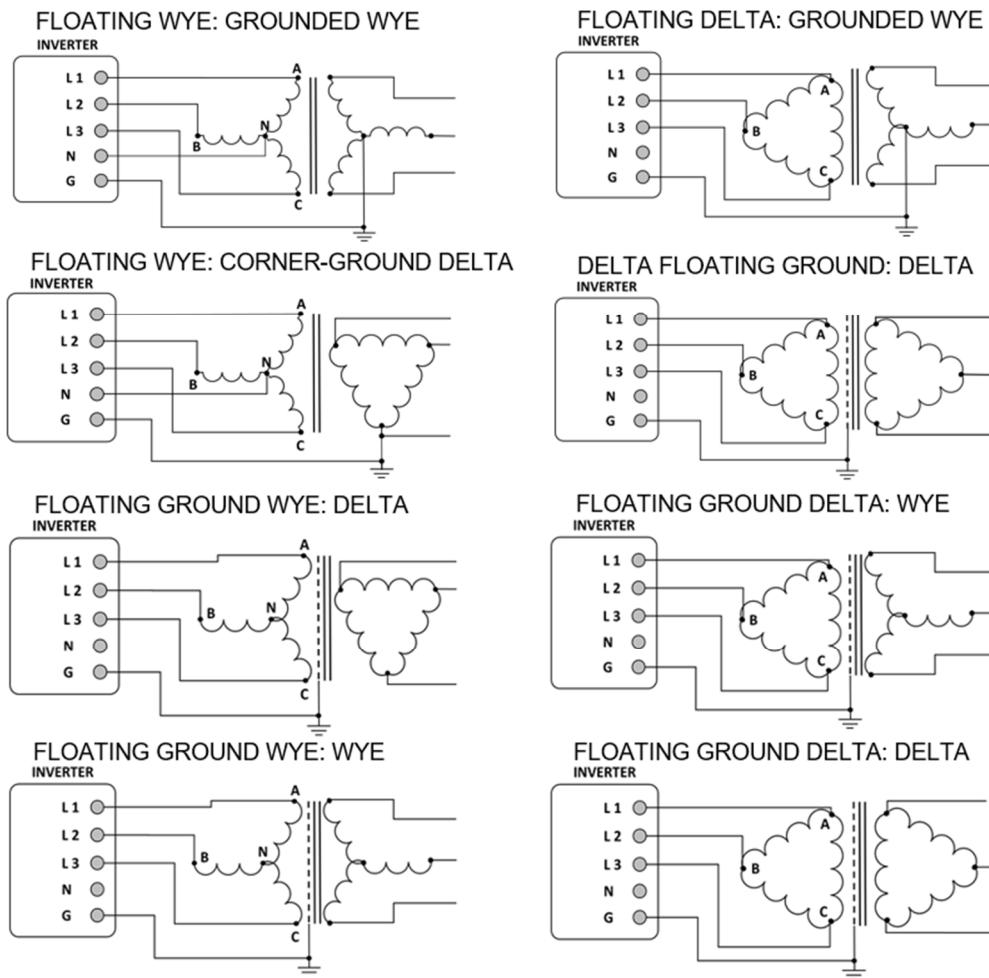 FLOATING WYE: GROUNDED WYE
INVERTER
L1
L2
L3
N
G
A
B
N
C
FLOATING DELTA: GROUNDED WYE
INVERTER
L1
L2
L3
N
G
A
B
C
FLOATING WYE: CORNER-GROUND DELTA
INVERTER
L1
L2
L3
N
G
A
B
N
C
DELTA FLOATING GROUND: DELTA
INVERTER
L1
L2
L3
N
G
A
B
C
FLOATING GROUND WYE: DELTA
INVERTER
L1
L2
L3
N
G
A
B
N
C
FLOATING GROUND DELTA: WYE
INVERTER
L1
L2
L3
N
G
A
B
C
FLOATING GROUND WYE: WYE
INVERTER
L1
L2
L3
N
G
A
B
N
C
FLOATING GROUND DELTA: DELTA
INVERTER
L1
L2
L3
N
G
A
B
C